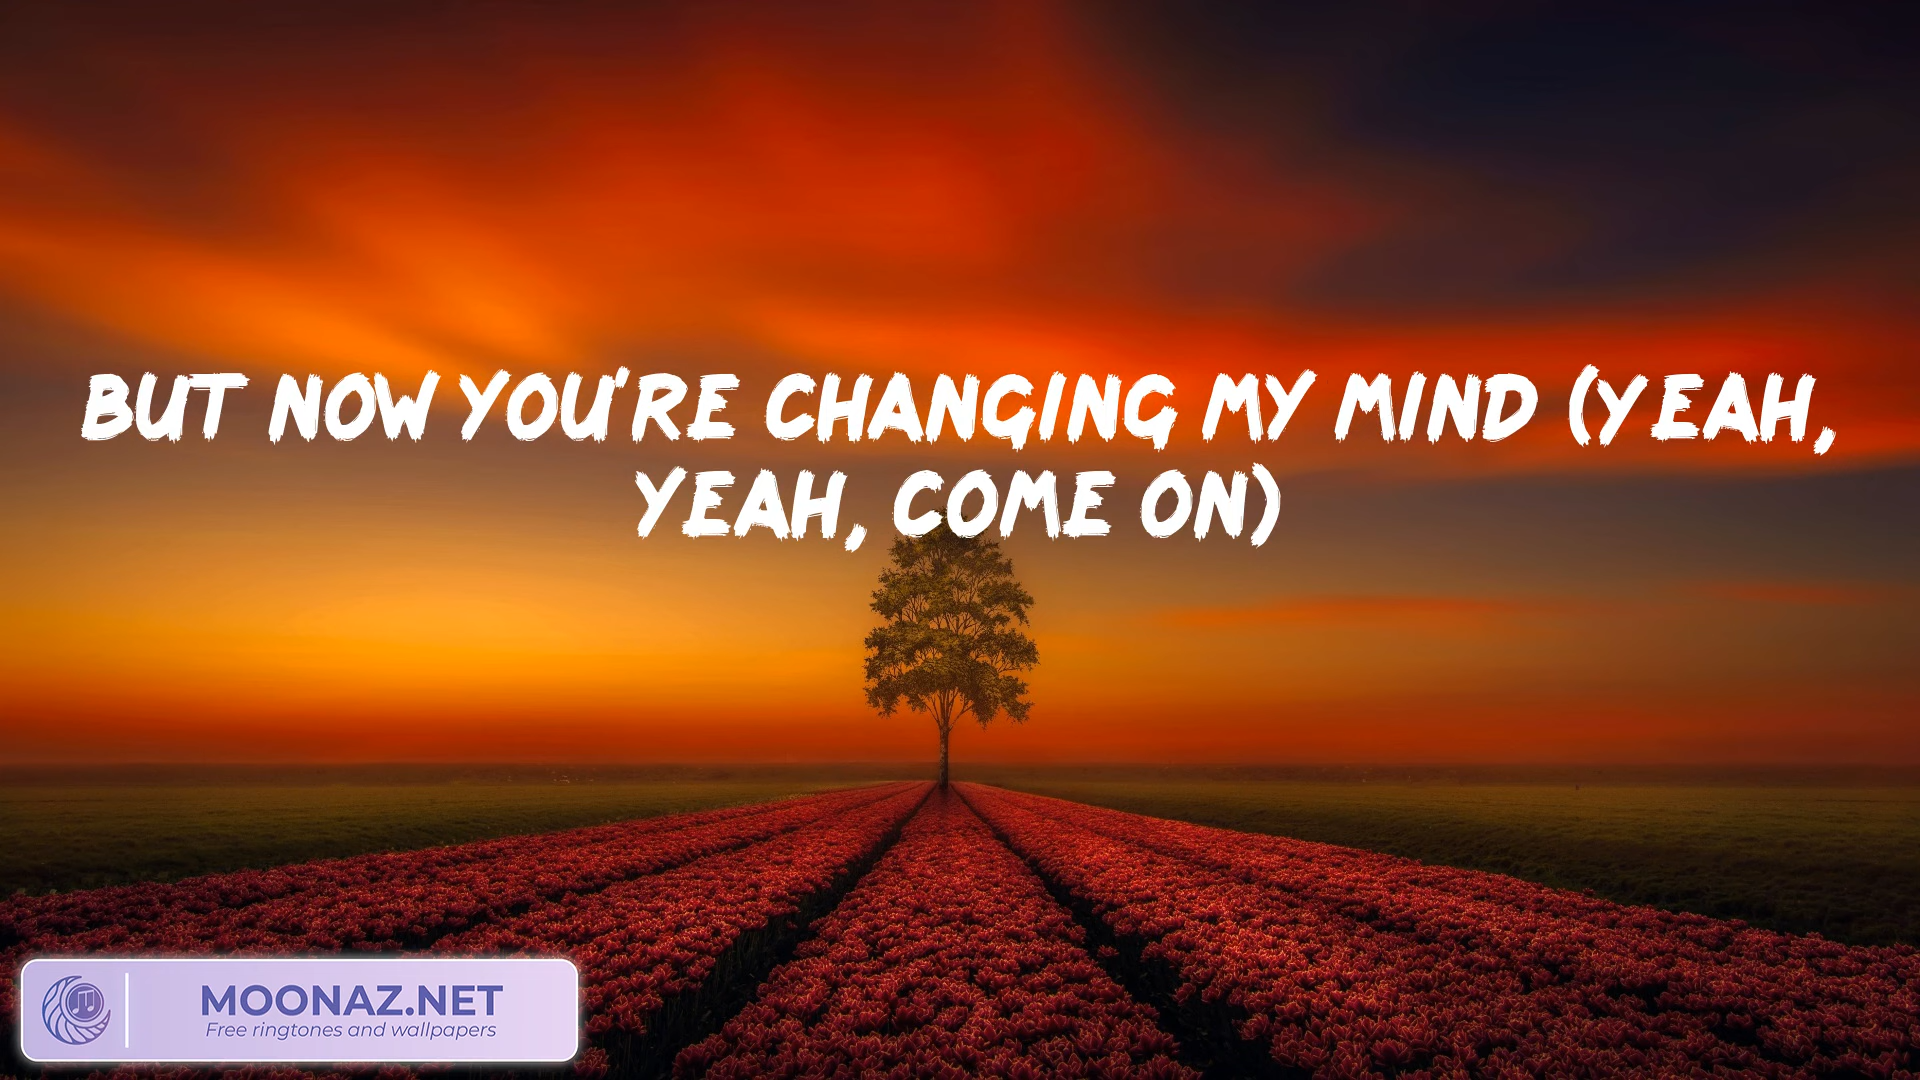 BUT NOW YOU'RE CHANGING MY MIND (YEAH,
YEAH, COME ON)
MOONAZ.NET
Free ringtones and wallpapers